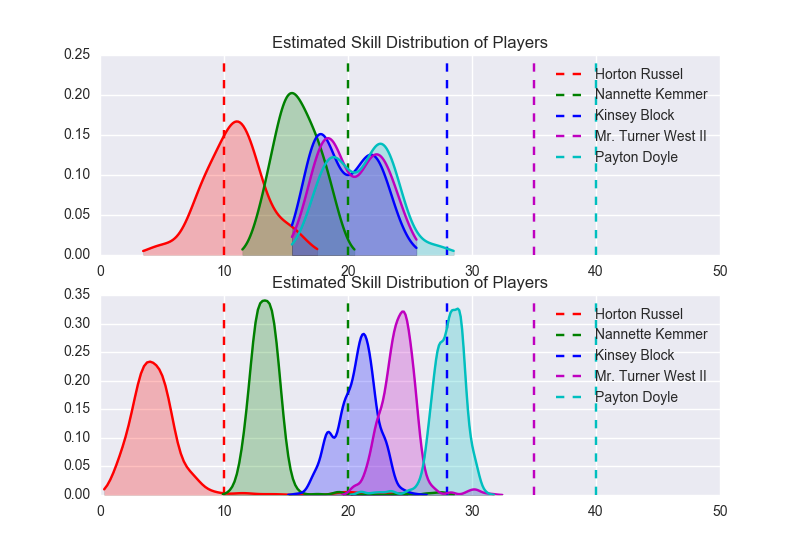 Estimated Skill Distribution of Players
0.25
0.20
0.15
0.10
0.05
0.00
Horton Russel
Nannette Kemmer
Kinsey Block
Mr. Turner West II
Payton Doyle
0 10 20 30 40 50
Estimated Skill Distribution of Players
0.35
0.30
0.25
0.20
0.15
0.10
0.05
0.00
Horton Russel
Nannette Kemmer
Kinsey Block
Mr. Turner West II
Payton Doyle
0 10 20 30 40 50